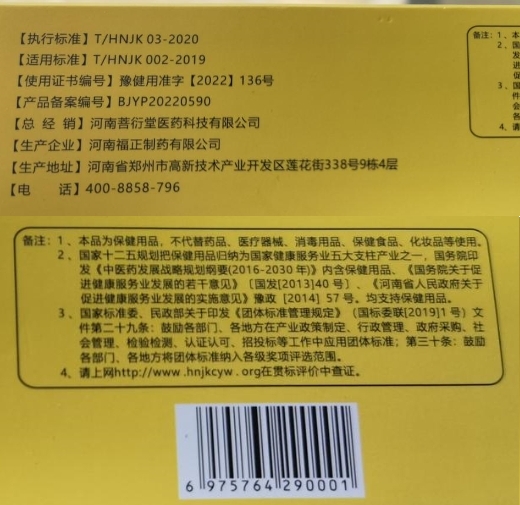 【执行标准】T/HNJK 03-2020
【适用标准】T/HNJK 002-2019
【使用证书编号】豫健用准字【2022】136号
【产品备案编号】BJYP20220590
【总 经 销】河南菩衍堂医药科技有限公司
【生产企业】河南福正制药有限公司
【生产地址】河南省郑州市高新技术产业开发区莲花街338号9栋4层
【电 话】400-8858-796
备注：1、本
2、国
发
进
促
3、国
件
会
各
4、请
备注：1、本品为保健用品，不代替药品、医疗器械、消毒用品、保健食品、化妆品等使用。
2、国家十二五规划把保健用品归纳为国家健康服务业五大支柱产业之一，国务院印
发《中医药发展战略规划纲要(2016-2030 年)》内含保健用品、《国务院关于促
进健康服务业发展的若干意见》〔国发[2013]40 号〕、《河南省人民政府关于
促进健康服务业发展的实施意见》豫政 [2014] 57 号。均支持保健用品。
3、国家标准委、民政部关于印发《团体标准管理规定》（国标委联[2019]1 号）文
件第二十九条：鼓励各部门、各地方在产业政策制定、行政管理、政府采购、社
会管理、检验检测、认证认可、招投标等工作中应用团体标准；第三十条：鼓励
各部门、各地方将团体标准纳入各级奖项评选范围。
4、请上网http://www .hnjkcyw . org在贯标评价中查证。
6 975764 290001